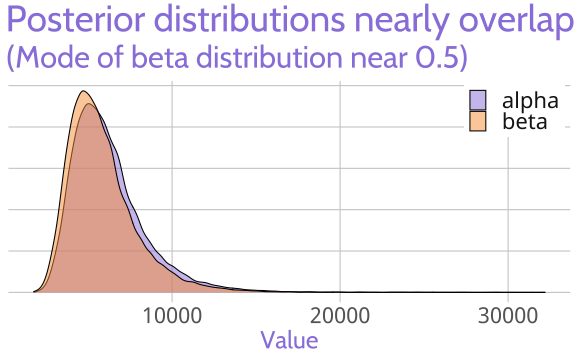 Posterior distributions nearly overlap
(Mode of beta distribution near 0.5)
alpha
beta
10000 20000 30000
Value